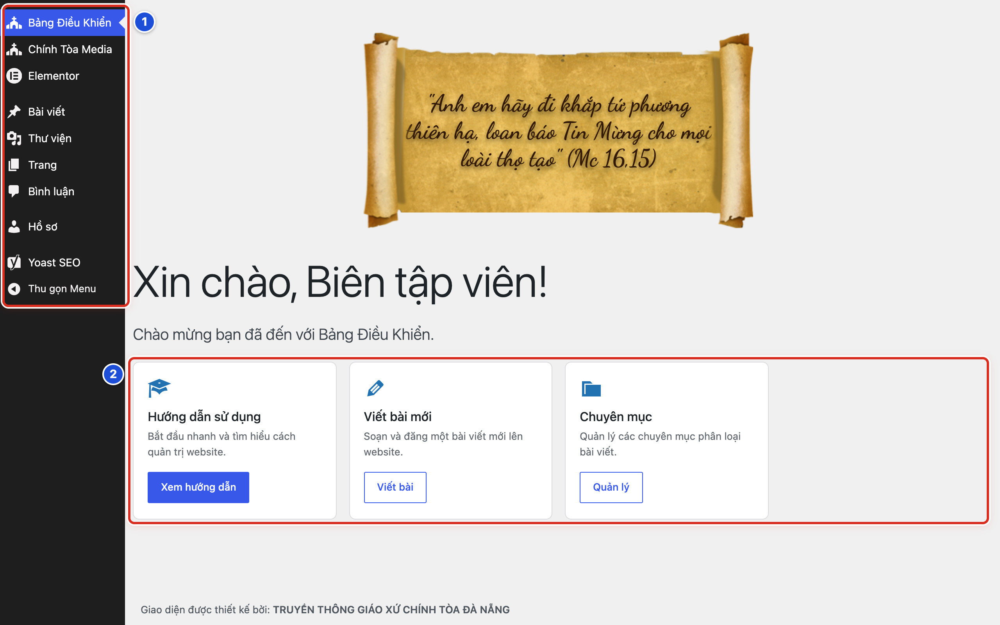 Bảng Điều Khiển
1
Chính Tòa Media
Elementor
Bài viết
Thư viện
Trang
Bình luận
Hồ sơ
Yoast SEO
Thu gọn Menu
"Anh em hãy đi khắp tứ phương
thiên hạ, loan báo Tin Mừng cho mọi
loài thọ tạo" (Mc 16,15)
Xin chào, Biên tập viên!
Chào mừng bạn đã đến với Bảng Điều Khiển.
2
Hướng dẫn sử dụng
Bắt đầu nhanh và tìm hiểu cách
quản trị website.
Xem hướng dẫn
Viết bài mới
Soạn và đăng một bài viết mới lên
website.
Viết bài
Chuyên mục
Quản lý các chuyên mục phân loại
bài viết.
Quản lý
Giao diện được thiết kế bởi: TRUYỀN THÔNG GIÁO XỨ CHÍNH TÒA ĐÀ NẴNG